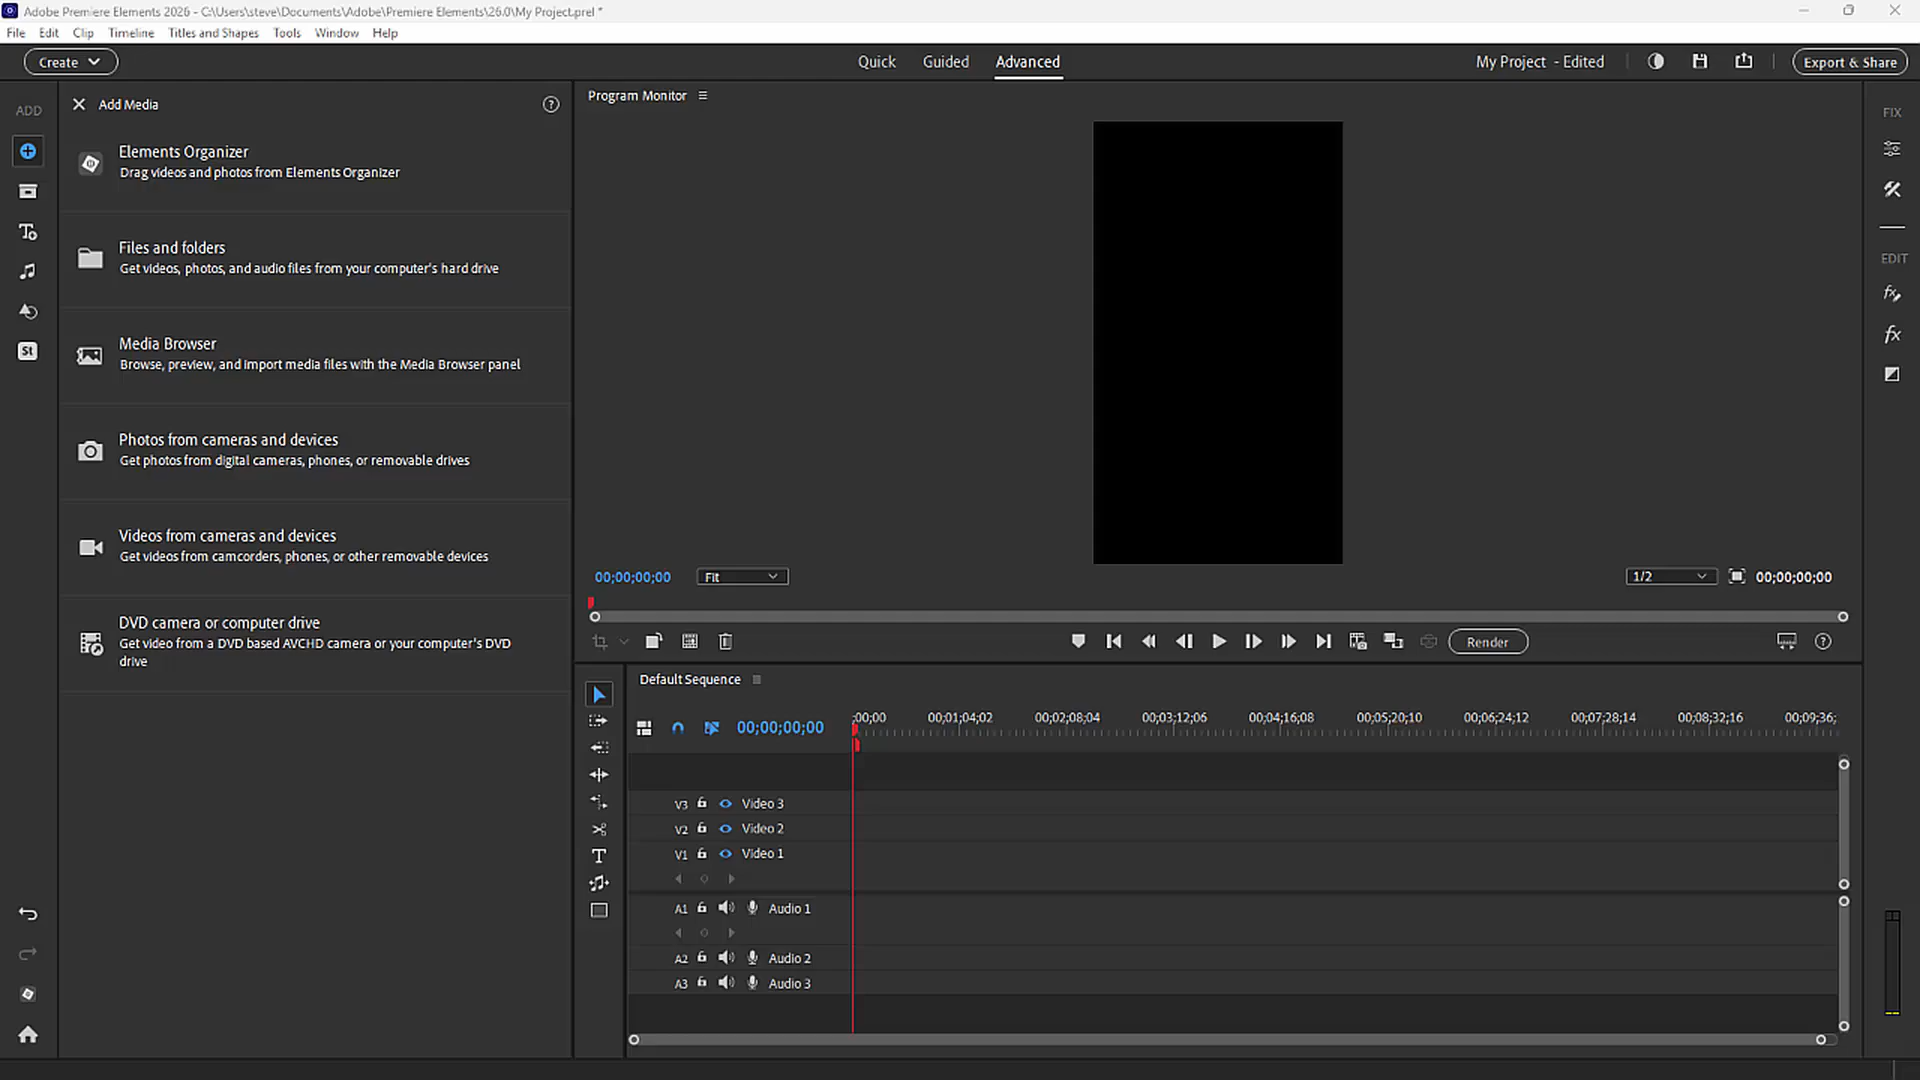 Adobe Premiere Elements 2026 - C:\Users\steve\Documents\Adobe\Premiere Elements\26.0\My Project.prel *
File Edit Clip Timeline Titles and Shapes Tools Window Help
Create Quick Guided Advanced My Project - Edited Export & Share
ADD
Add Media
Program Monitor
FIX
Elements Organizer
Drag videos and photos from Elements Organizer
Files and folders
Get videos, photos, and audio files from your computer's hard drive
EDIT
Media Browser
Browse, preview, and import media files with the Media Browser panel
St
Photos from cameras and devices
Get photos from digital cameras, phones, or removable drives
Videos from cameras and devices
Get videos from camcorders, phones, or other removable devices
DVD camera or computer drive
Get video from a DVD based AVCHD camera or your computer's DVD
drive
00;00;00;00 Fit 1/2 00;00;00;00
Render
Default Sequence
00;00;00;00 ;00;00 00;01;04;02 00;02;08;04 00;03;12;06 00;04;16;08 00;05;20;10 00;06;24;12 00;07;28;14 00;08;32;16 00;09;36;
V3 Video 3
V2 Video 2
V1 Video 1
A1 Audio 1
A2 Audio 2
A3 Audio 3